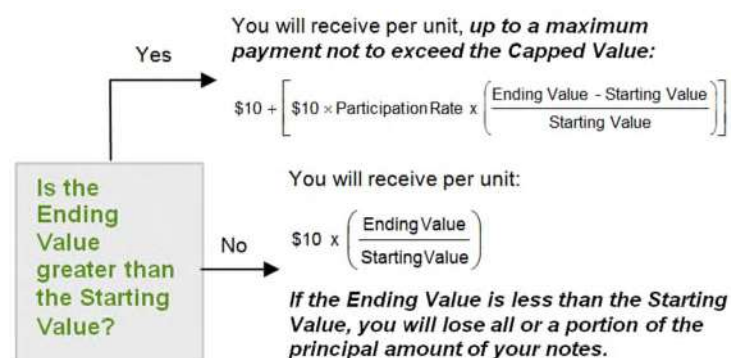 You will receive per unit, up to a maximum
payment not to exceed the Capped Value:
Yes
$10 + [ $10 × Participation Rate x ( Ending Value - Starting Value
Starting Value ) ]
Is the
Ending
Value
greater than
the Starting
Value?
No
You will receive per unit:
$10 x ( Ending Value
Starting Value )
If the Ending Value is less than the Starting
Value, you will lose all or a portion of the
principal amount of your notes.